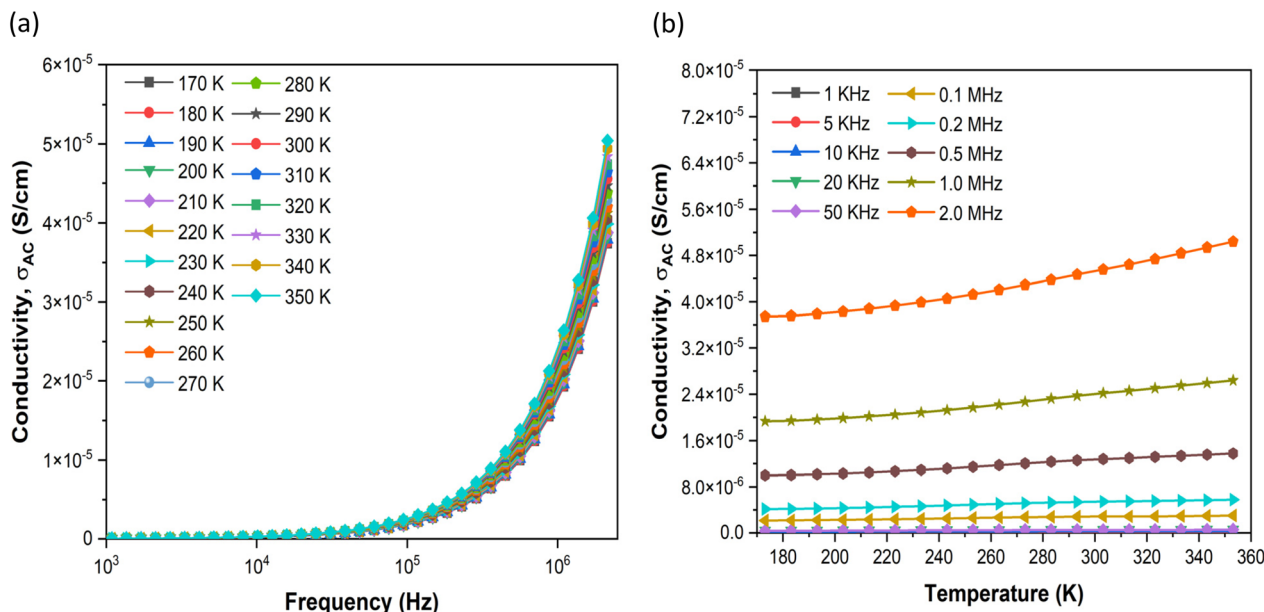 (a)
Conductivity, σAC (S/cm)
6×10-5
5×10-5
4×10-5
3×10-5
2×10-5
1×10-5
0
170 K
180 K
190 K
200 K
210 K
220 K
230 K
240 K
250 K
260 K
270 K
280 K
290 K
300 K
310 K
320 K
330 K
340 K
350 K
103
104
105
106
Frequency (Hz)
(b)
Conductivity, σAC (S/cm)
8.0×10-5
7.2×10-5
6.4×10-5
5.6×10-5
4.8×10-5
4.0×10-5
3.2×10-5
2.4×10-5
1.6×10-5
8.0×10-6
0.0
1 KHz
5 KHz
10 KHz
20 KHz
50 KHz
0.1 MHz
0.2 MHz
0.5 MHz
1.0 MHz
2.0 MHz
180 200 220 240 260 280 300 320 340 360
Temperature (K)